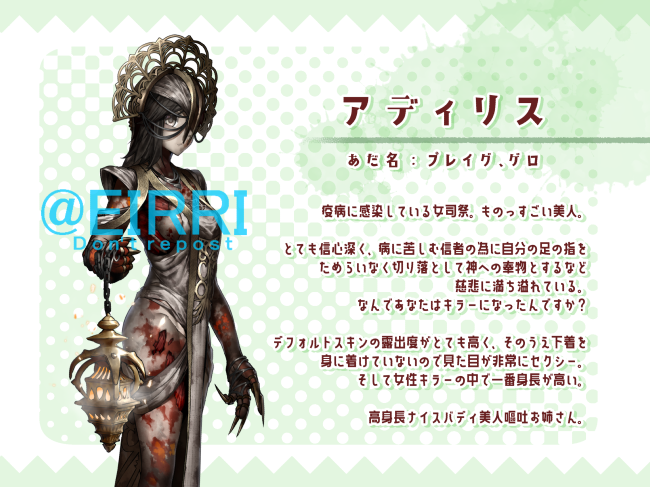 アディリス
あだ名：プレイグ、ゲロ
@EIRRI
Don't repost
疫病に感染している女司祭。ものっすごい美人。
とても信心深く、病に苦しむ信者の為に自分の足の指を
ためらいなく切り落として神への奉物とするなど
慈悲に満ち溢れている。
なんであなたはキラーになったんですか？
デフォルトスキンの露出度がとても高く、そのうえ下着を
身に着けていないので見た目が非常にセクシー。
そして女性キラーの中で一番身長が高い。
高身長ナイスバディ美人嘔吐お姉さん。